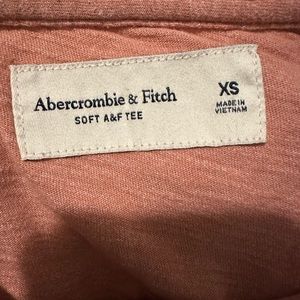 Abercrombie & Fitch
SOFT A&F TEE
XS
MADE IN
VIETNAM